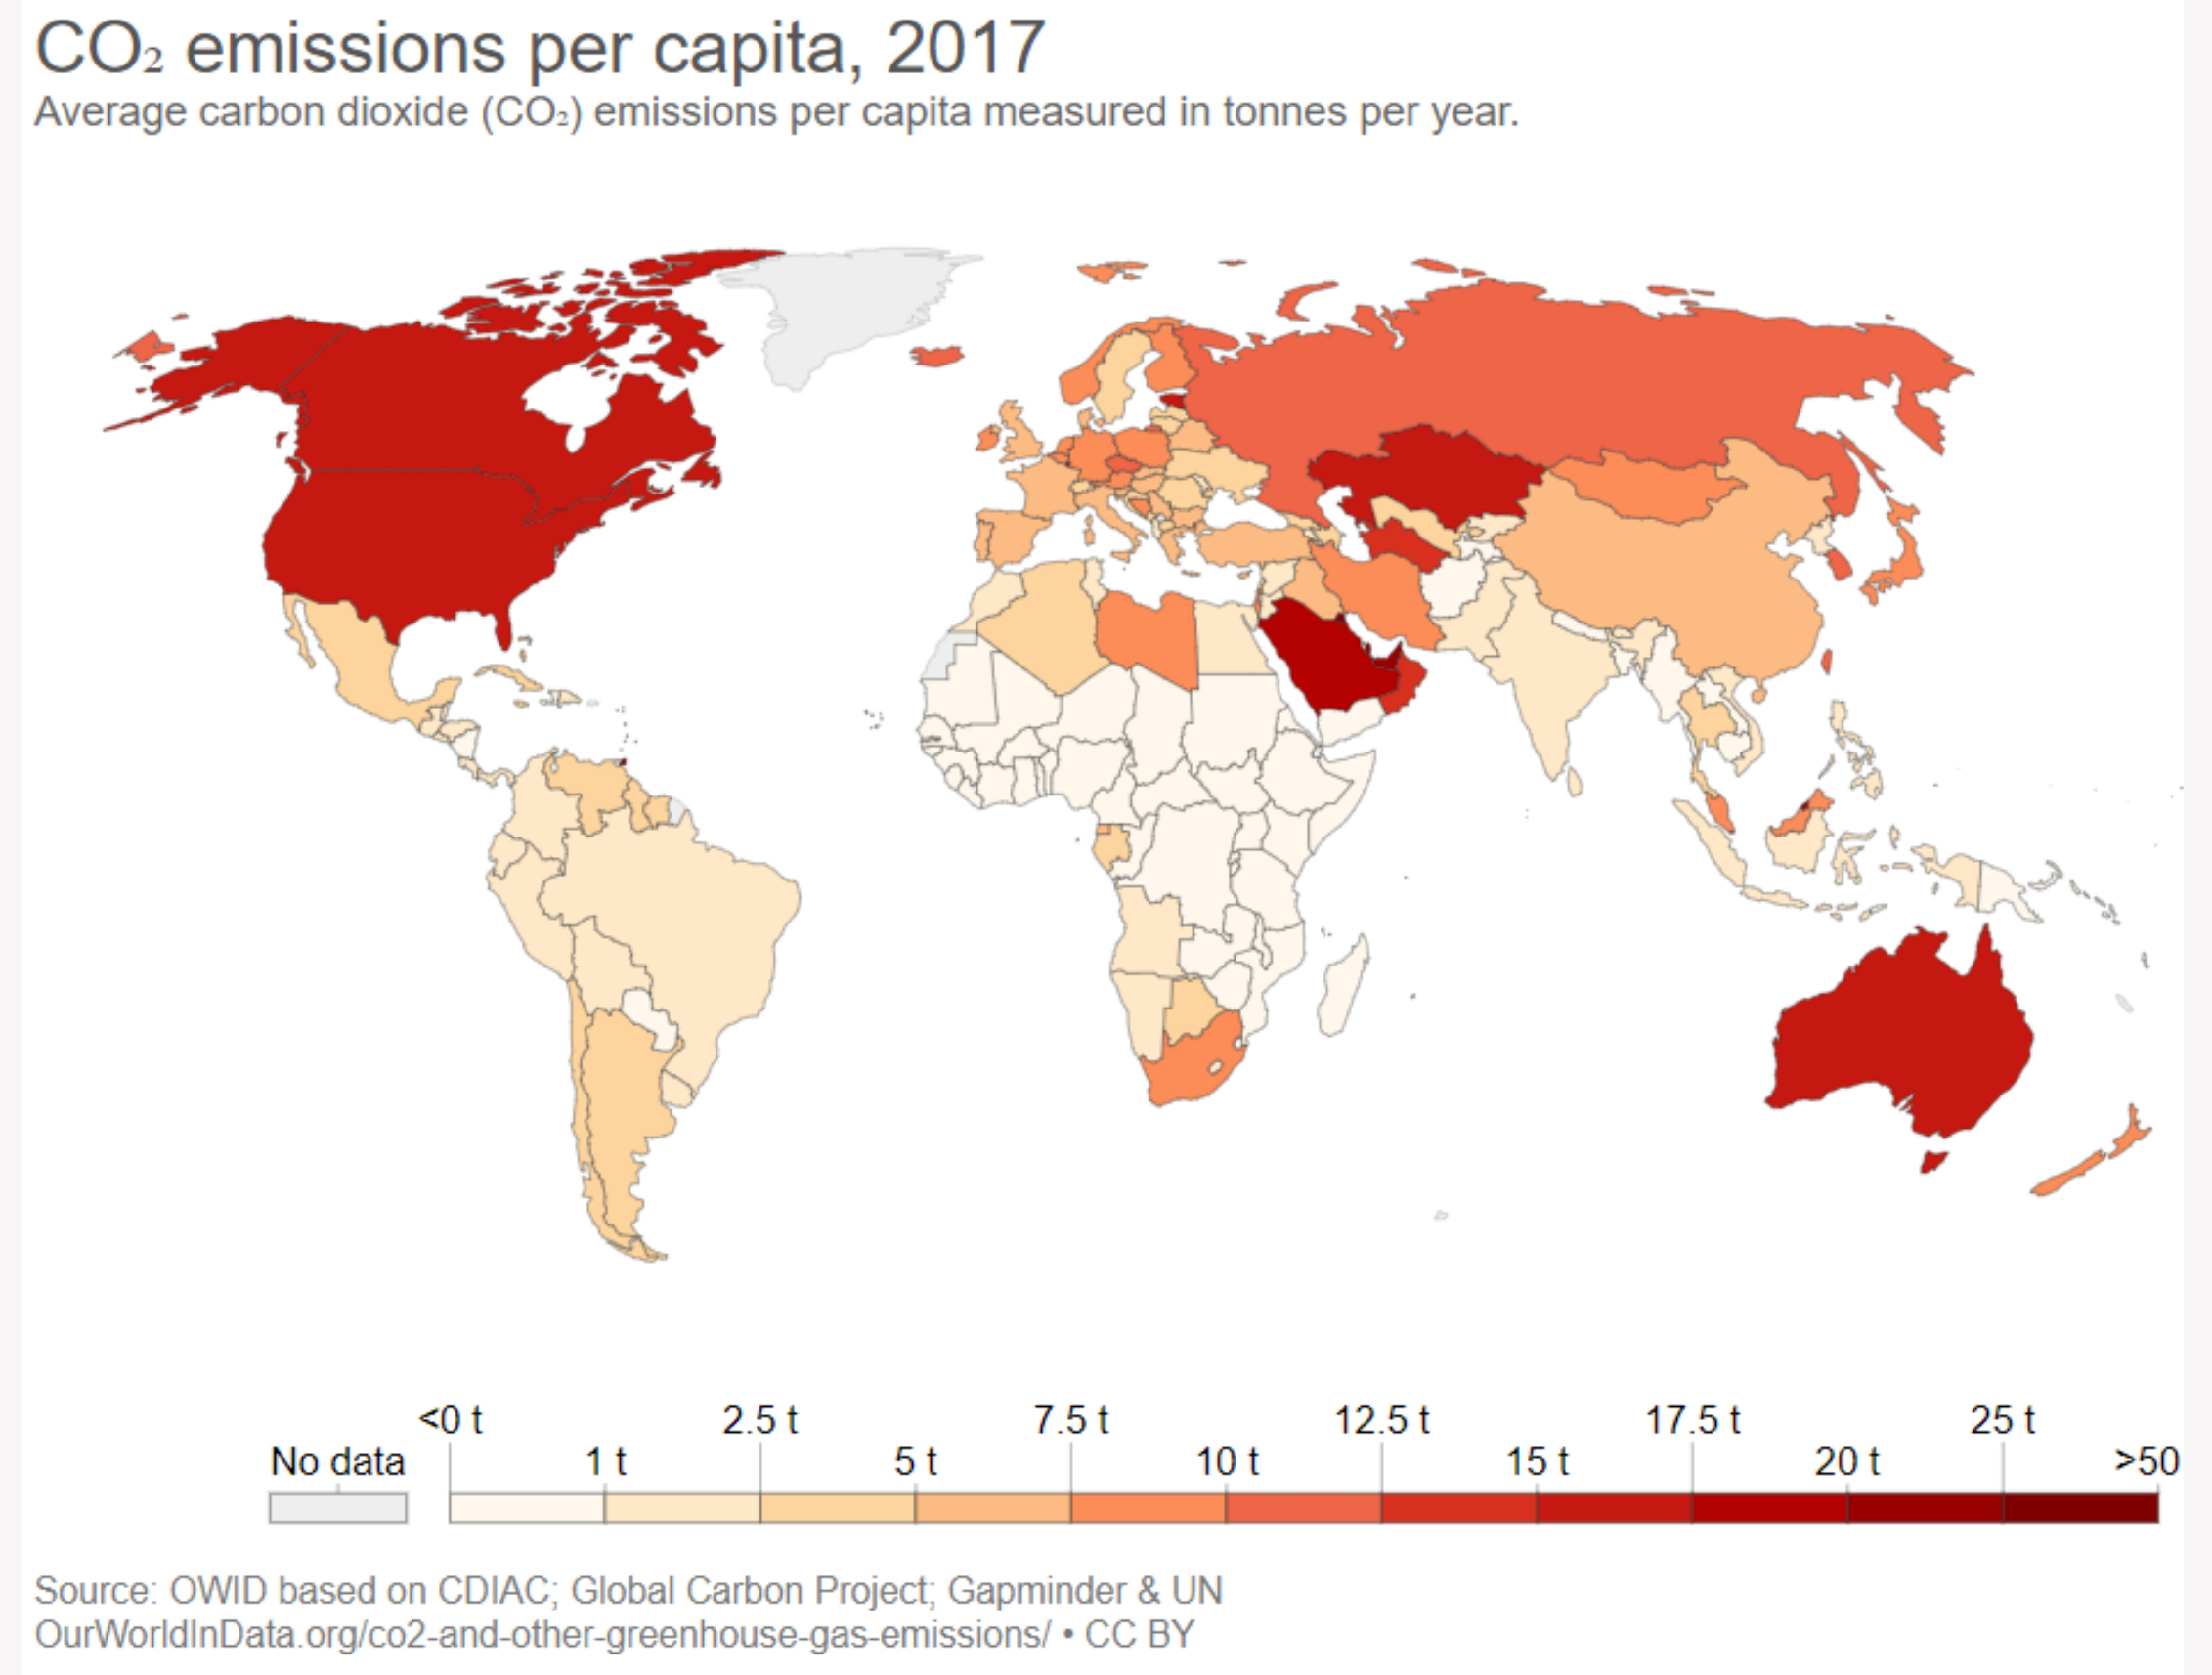 CO₂ emissions per capita, 2017
Average carbon dioxide (CO₂) emissions per capita measured in tonnes per year.
<0 t 2.5 t 7.5 t 12.5 t 17.5 t 25 t
No data 1 t 5 t 10 t 15 t 20 t >50
Source: OWID based on CDIAC; Global Carbon Project; Gapminder & UN
OurWorldInData.org/co2-and-other-greenhouse-gas-emissions/ • CC BY